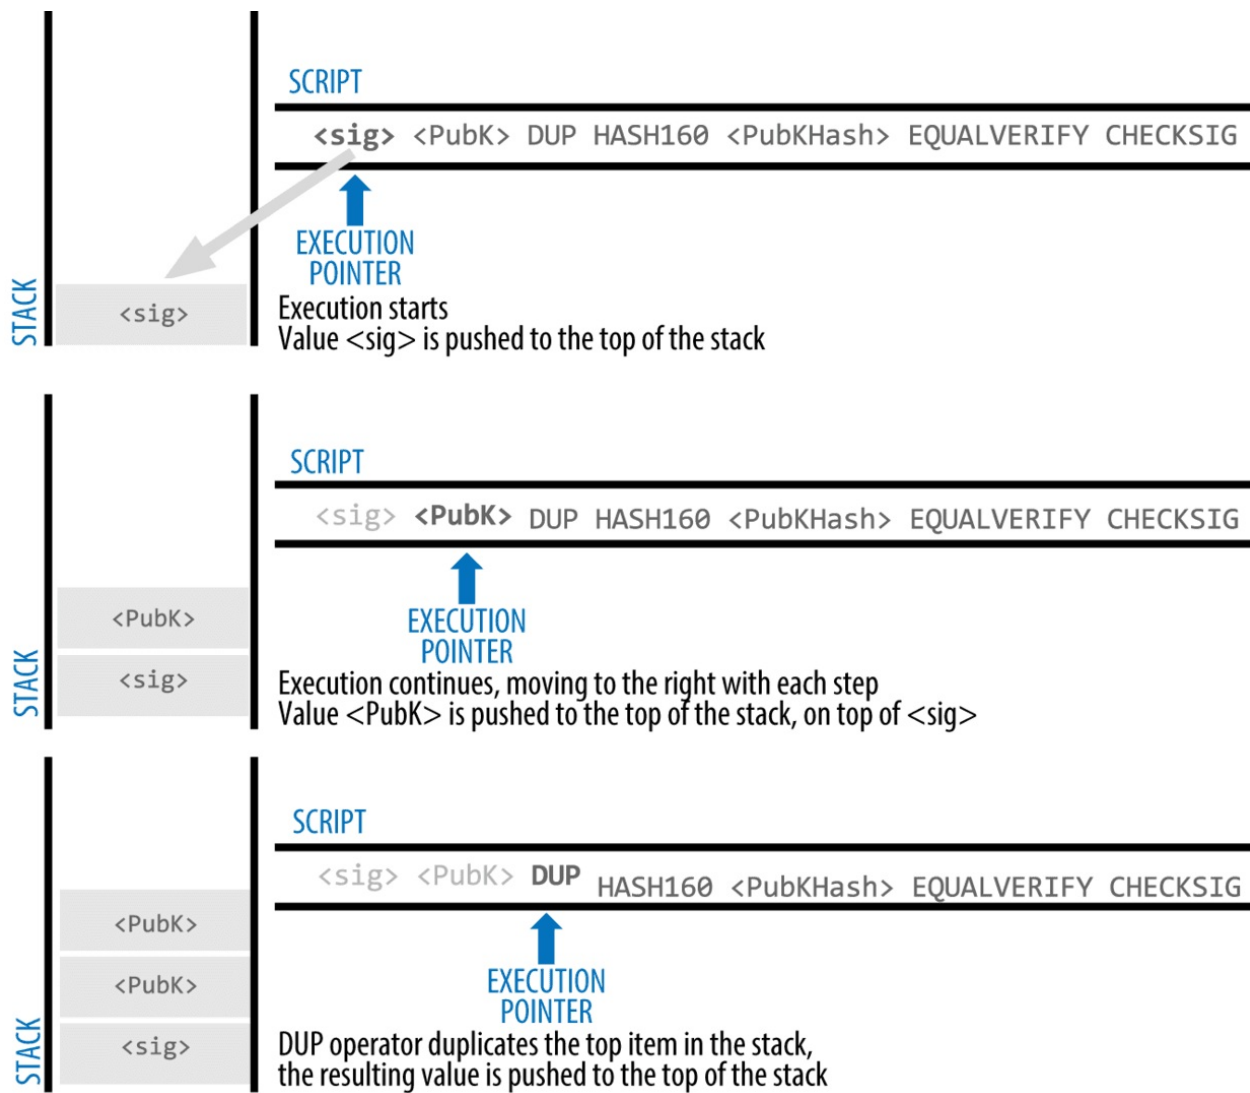 SCRIPT
<sig> <PubK> DUP HASH160 <PubKHash> EQUALVERIFY CHECKSIG
EXECUTION
POINTER
STACK
<sig>
Execution starts
Value <sig> is pushed to the top of the stack
SCRIPT
<sig> <PubK> DUP HASH160 <PubKHash> EQUALVERIFY CHECKSIG
EXECUTION
POINTER
STACK
<PubK>
<sig>
Execution continues, moving to the right with each step
Value <PubK> is pushed to the top of the stack, on top of <sig>
SCRIPT
<sig> <PubK> DUP HASH160 <PubKHash> EQUALVERIFY CHECKSIG
EXECUTION
POINTER
STACK
<PubK>
<PubK>
<sig>
DUP operator duplicates the top item in the stack,
the resulting value is pushed to the top of the stack